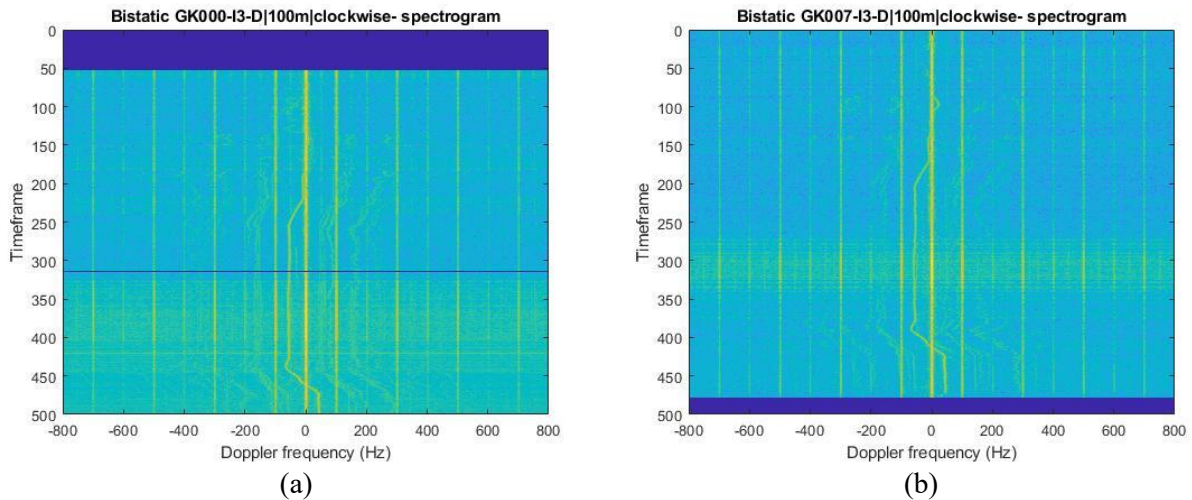 Bistatic GK000-I3-D|100m|clockwise- spectrogram
0
50
100
150
200
250
300
350
400
450
500
Timeframe
-800 -600 -400 -200 0 200 400 600 800
Doppler frequency (Hz)
(a)
Bistatic GK007-I3-D|100m|clockwise- spectrogram
0
50
100
150
200
250
300
350
400
450
500
Timeframe
-800 -600 -400 -200 0 200 400 600 800
Doppler frequency (Hz)
(b)